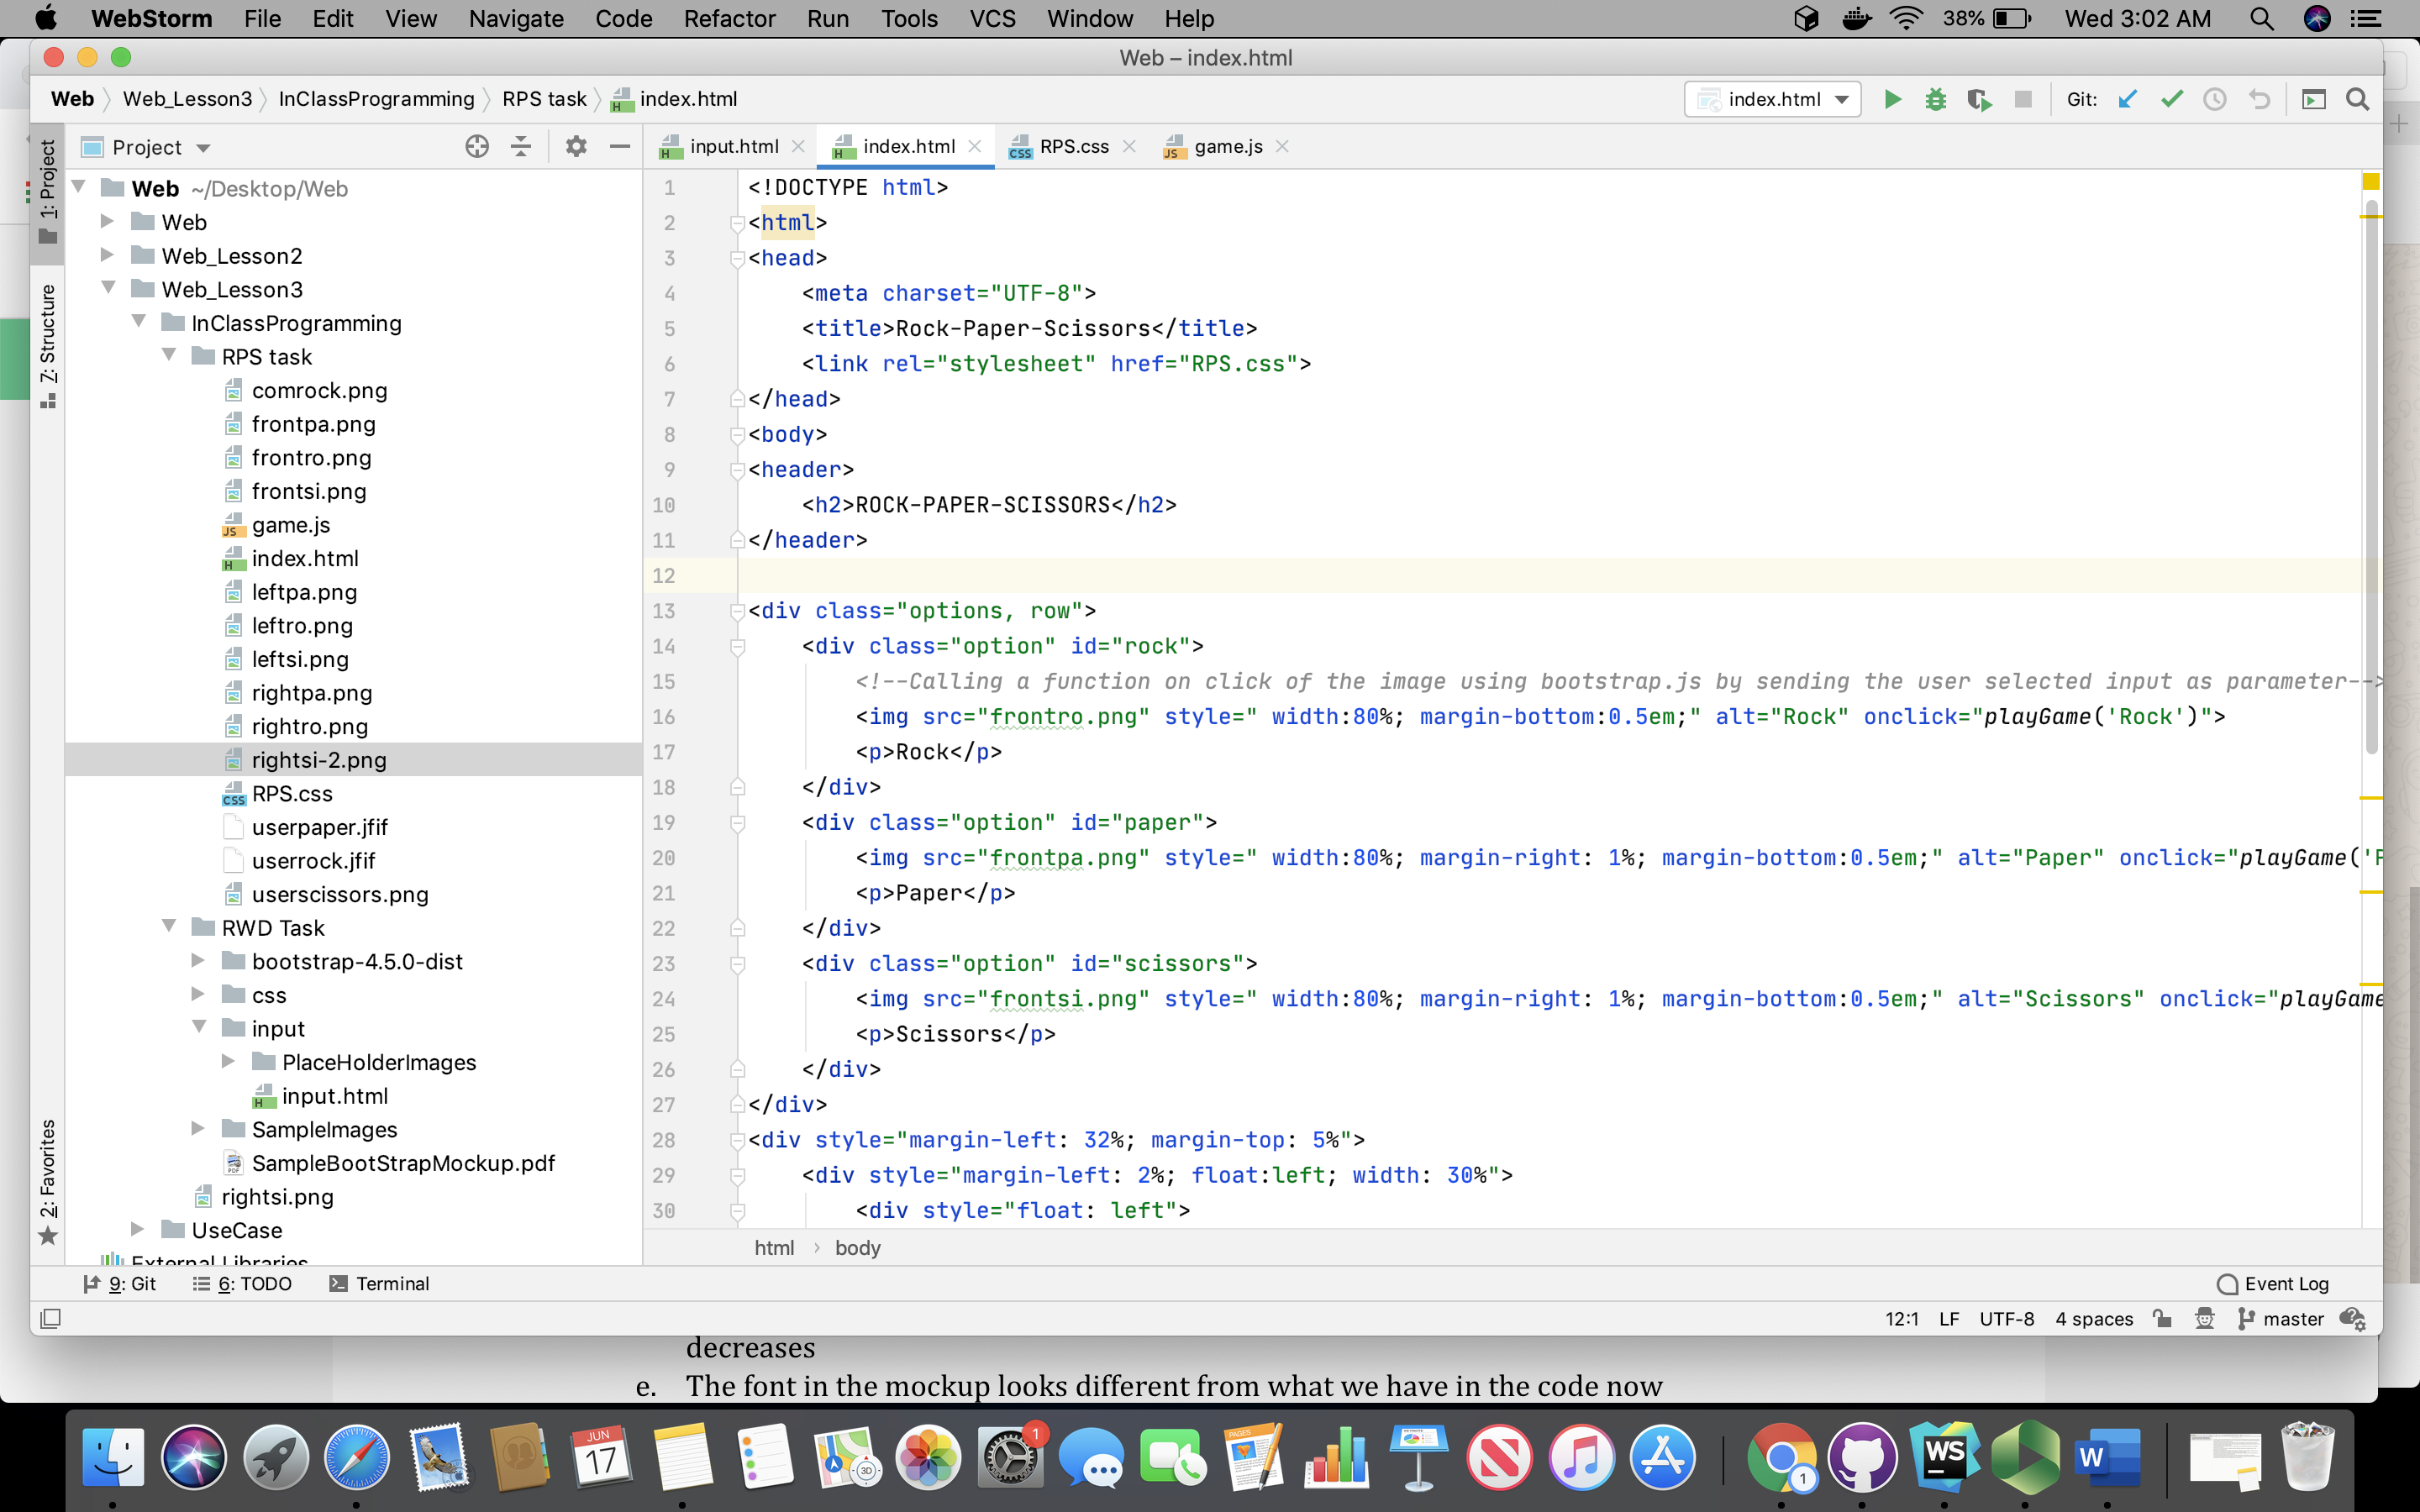 WebStorm File Edit View Navigate Code Refactor Run Tools VCS Window Help 38% Wed 3:02 AM
Web – index.html
Web Web_Lesson3 InClassProgramming RPS task index.html index.html Git:
Project input.html index.html RPS.css game.js
1: Project
7: Structure
2: Favorites
Web ~/Desktop/Web
Web
Web_Lesson2
Web_Lesson3
InClassProgramming
RPS task
comrock.png
frontpa.png
frontro.png
frontsi.png
game.js
index.html
leftpa.png
leftro.png
leftsi.png
rightpa.png
rightro.png
rightsi-2.png
RPS.css
userpaper.jfif
userrock.jfif
userscissors.png
RWD Task
bootstrap-4.5.0-dist
css
input
PlaceHolderImages
input.html
SampleImages
SampleBootStrapMockup.pdf
rightsi.png
UseCase
External Libraries
1 <!DOCTYPE html>
2 <html>
3 <head>
4 <meta charset="UTF-8">
5 <title>Rock-Paper-Scissors</title>
6 <link rel="stylesheet" href="RPS.css">
7 </head>
8 <body>
9 <header>
10 <h2>ROCK-PAPER-SCISSORS</h2>
11 </header>
12
13 <div class="options, row">
14 <div class="option" id="rock">
15 <!--Calling a function on click of the image using bootstrap.js by sending the user selected input as parameter-->
16 <img src="frontro.png" style=" width:80%; margin-bottom:0.5em;" alt="Rock" onclick="playGame('Rock')">
17 <p>Rock</p>
18 </div>
19 <div class="option" id="paper">
20 <img src="frontpa.png" style=" width:80%; margin-right: 1%; margin-bottom:0.5em;" alt="Paper" onclick="playGame('P
21 <p>Paper</p>
22 </div>
23 <div class="option" id="scissors">
24 <img src="frontsi.png" style=" width:80%; margin-right: 1%; margin-bottom:0.5em;" alt="Scissors" onclick="playGame
25 <p>Scissors</p>
26 </div>
27 </div>
28 <div style="margin-left: 32%; margin-top: 5%">
29 <div style="margin-left: 2%; float:left; width: 30%">
30 <div style="float: left">
html › body
9: Git 6: TODO Terminal Event Log
12:1 LF UTF-8 4 spaces master
decreases
e. The font in the mockup looks different from what we have in the code now
JUN
17
3D
1
PAGES
1
WS
W